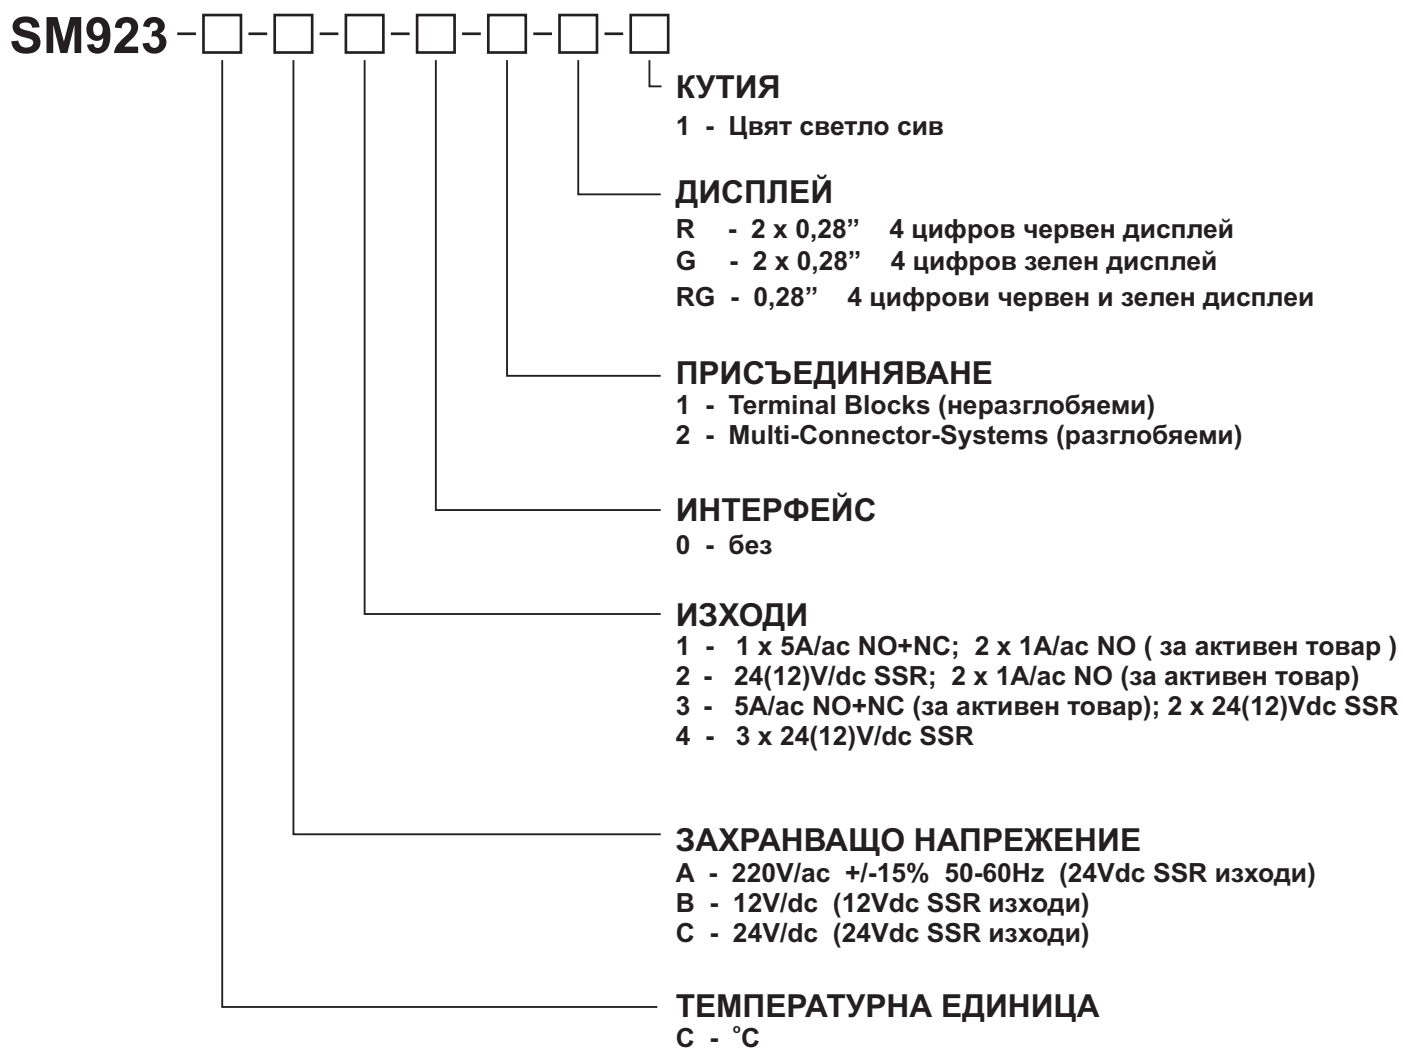 SM923 - - - - - - -
КУТИЯ
1 - Цвят светло сив
ДИСПЛЕЙ
R - 2 x 0,28” 4 цифров червен дисплей
G - 2 x 0,28” 4 цифров зелен дисплей
RG - 0,28” 4 цифрови червен и зелен дисплеи
ПРИСЪЕДИНЯВАНЕ
1 - Terminal Blocks (неразглобяеми)
2 - Multi-Connector-Systems (разглобяеми)
ИНТЕРФЕЙС
0 - без
ИЗХОДИ
1 - 1 x 5A/ac NO+NC; 2 x 1A/ac NO ( за активен товар )
2 - 24(12)V/dc SSR; 2 x 1A/ac NO (за активен товар)
3 - 5A/ac NO+NC (за активен товар); 2 x 24(12)Vdc SSR
4 - 3 x 24(12)V/dc SSR
ЗАХРАНВАЩО НАПРЕЖЕНИЕ
A - 220V/ac +/-15% 50-60Hz (24Vdc SSR изходи)
B - 12V/dc (12Vdc SSR изходи)
C - 24V/dc (24Vdc SSR изходи)
ТЕМПЕРАТУРНА ЕДИНИЦА
C - °C